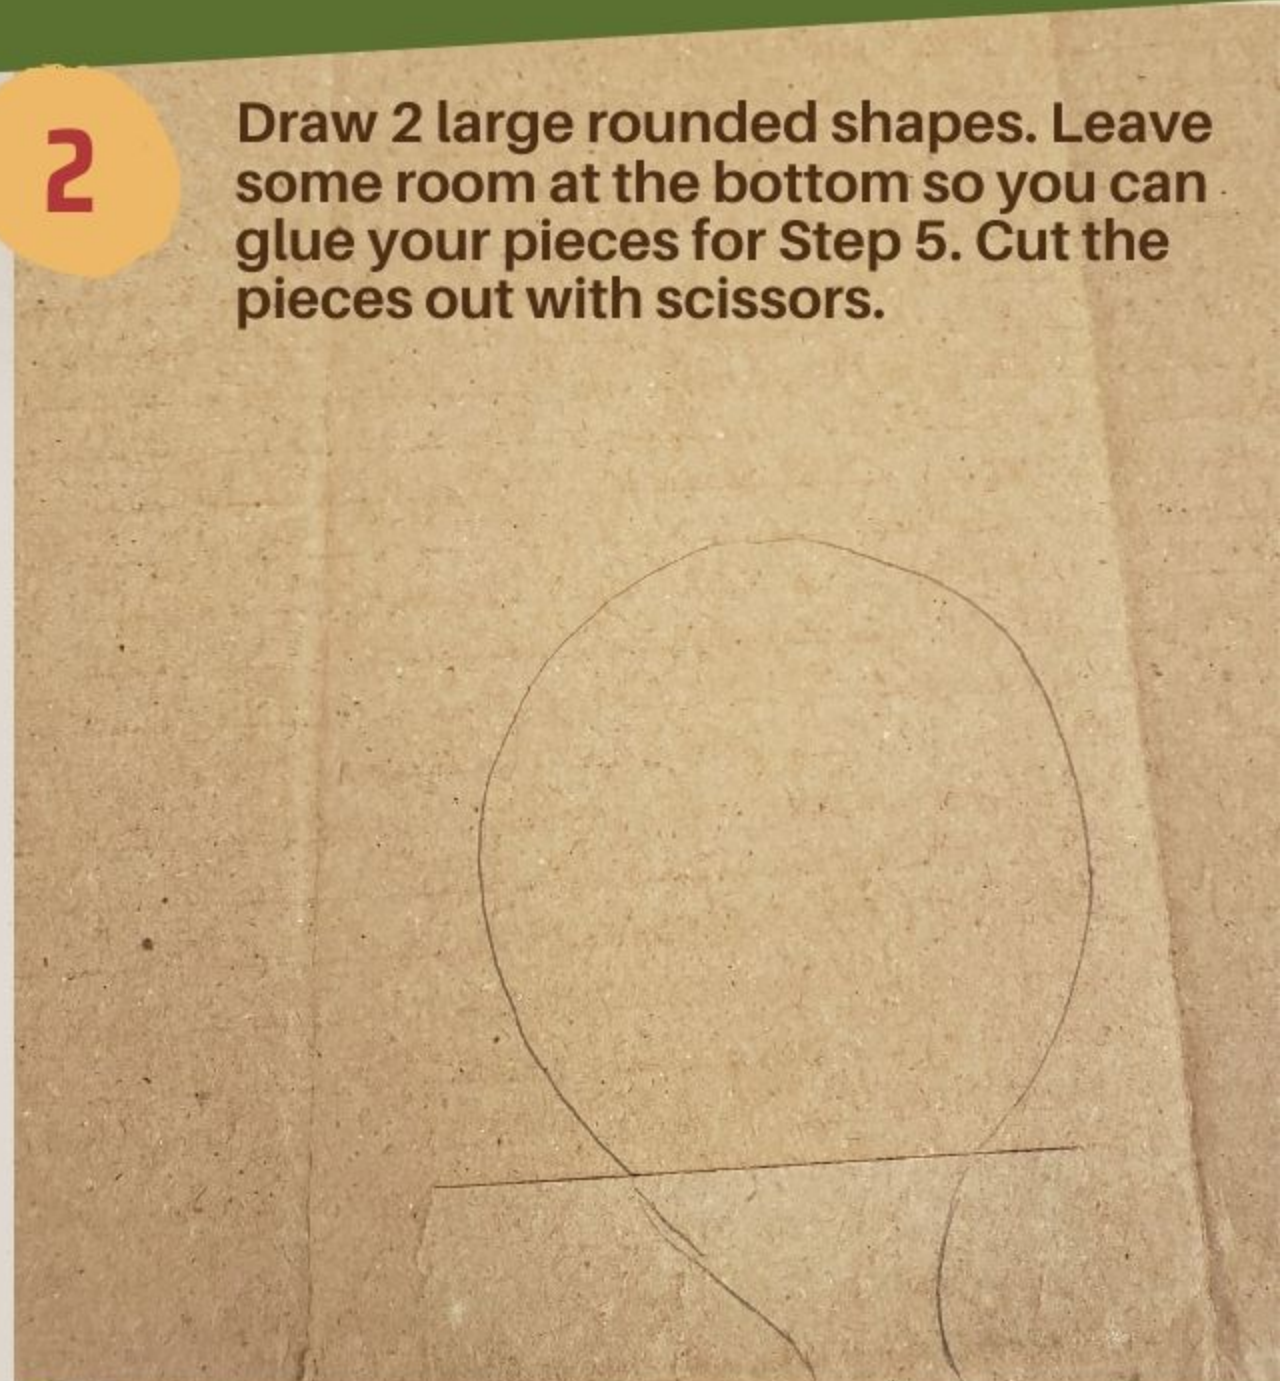 2
Draw 2 large rounded shapes. Leave
some room at the bottom so you can
glue your pieces for Step 5. Cut the
pieces out with scissors.